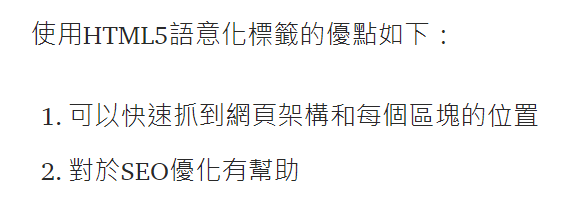 使用HTML5語意化標籤的優點如下：
1. 可以快速抓到網頁架構和每個區塊的位置
2. 對於SEO優化有幫助